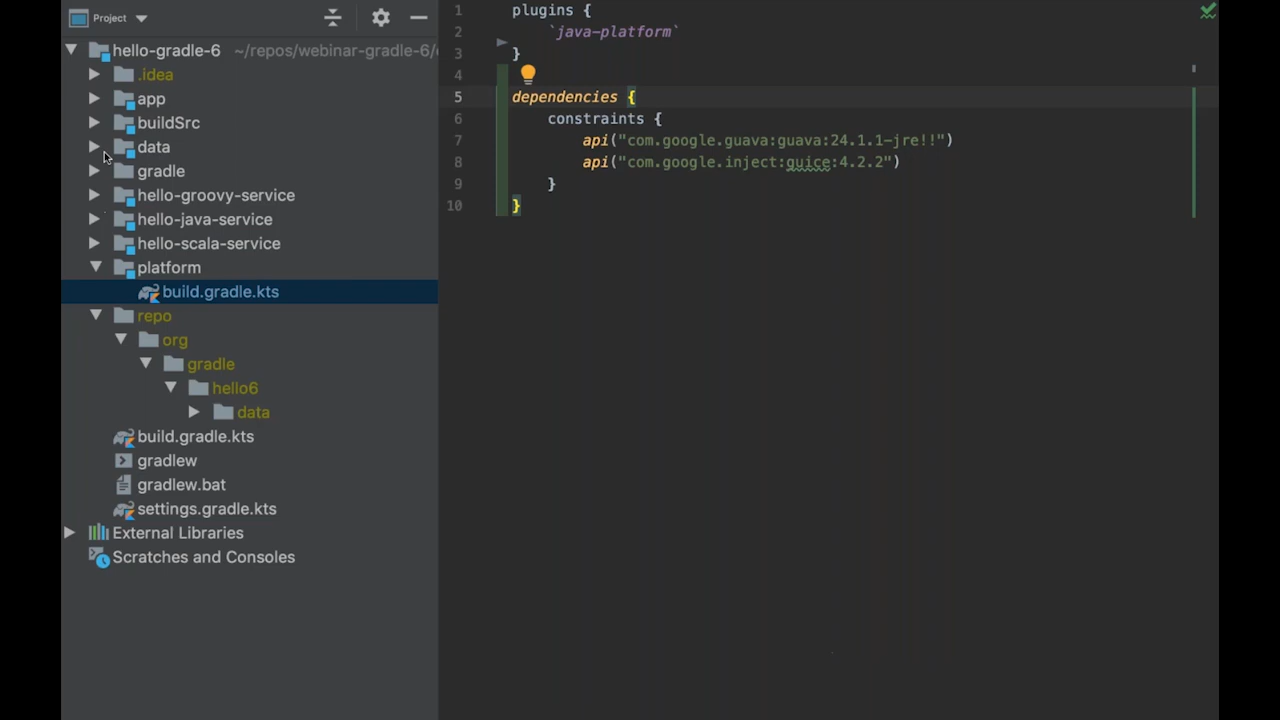 Project
hello-gradle-6 ~/repos/webinar-gradle-6/
.idea
app
buildSrc
data
gradle
hello-groovy-service
hello-java-service
hello-scala-service
platform
build.gradle.kts
repo
org
gradle
hello6
data
build.gradle.kts
gradlew
gradlew.bat
settings.gradle.kts
External Libraries
Scratches and Consoles
1 plugins {
2 `java-platform`
3 }
4
5 dependencies {
6 constraints {
7 api("com.google.guava:guava:24.1.1-jre!!")
8 api("com.google.inject:guice:4.2.2")
9 }
10 }